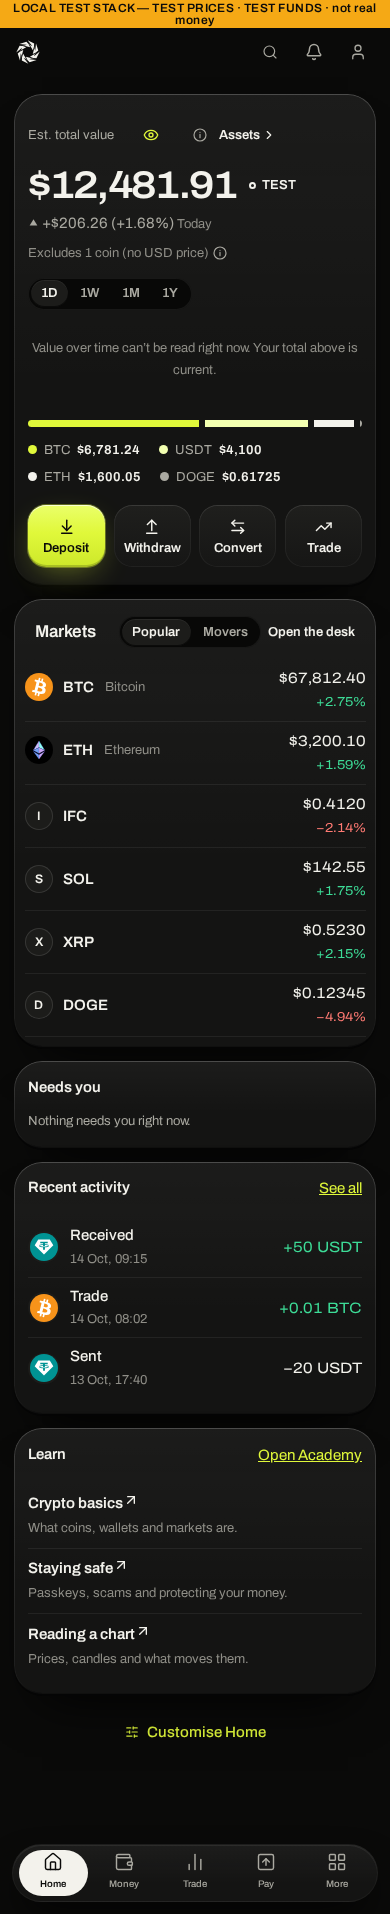 LOCAL TEST STACK — TEST PRICES · TEST FUNDS · not real
money
Est. total value
Assets
$12,481.91
TEST
+$206.26 (+1.68%) Today
Excludes 1 coin (no USD price)
1D 1W 1M 1Y
Value over time can't be read right now. Your total above is
current.
BTC $6,781.24 USDT $4,100
ETH $1,600.05 DOGE $0.61725
Deposit Withdraw Convert Trade
Markets Popular Movers Open the desk
BTC Bitcoin $67,812.40
+2.75%
ETH Ethereum $3,200.10
+1.59%
I IFC $0.4120
−2.14%
S SOL $142.55
+1.75%
X XRP $0.5230
+2.15%
D DOGE $0.12345
−4.94%
Needs you
Nothing needs you right now.
Recent activity See all
Received
14 Oct, 09:15
+50 USDT
Trade
14 Oct, 08:02
+0.01 BTC
Sent
13 Oct, 17:40
−20 USDT
Learn Open Academy
Crypto basics
What coins, wallets and markets are.
Staying safe
Passkeys, scams and protecting your money.
Reading a chart
Prices, candles and what moves them.
Customise Home
Home Money Trade Pay More